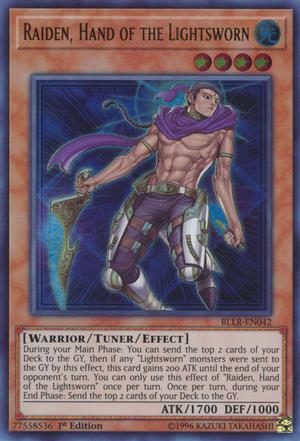 RAIDEN, HAND OF THE LIGHTSWORN
BLLR-EN042
[WARRIOR/TUNER/EFFECT]
During your Main Phase: You can send the top 2 cards of your
Deck to the GY, then if any "Lightsworn" monsters were sent to
the GY by this effect, this card gains 200 ATK until the end of your
opponent's turn. You can only use this effect of "Raiden, Hand
of the Lightsworn" once per turn. Once per turn, during your
End Phase: Send the top 2 cards of your Deck to the GY.
ATK/1700 DEF/1000
77558536 1st Edition ©1996 KAZUKI TAKAHASHI